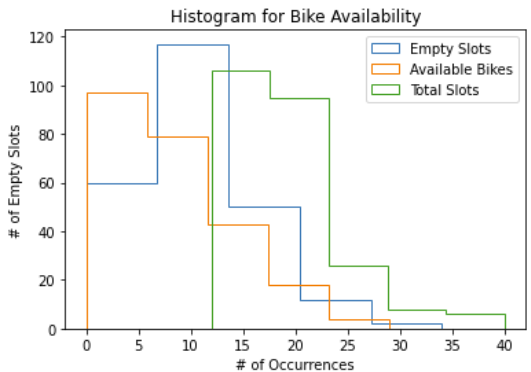 Histogram for Bike Availability
120
100
80
60
40
20
0
# of Empty Slots
Empty Slots
Available Bikes
Total Slots
0 5 10 15 20 25 30 35 40
# of Occurrences